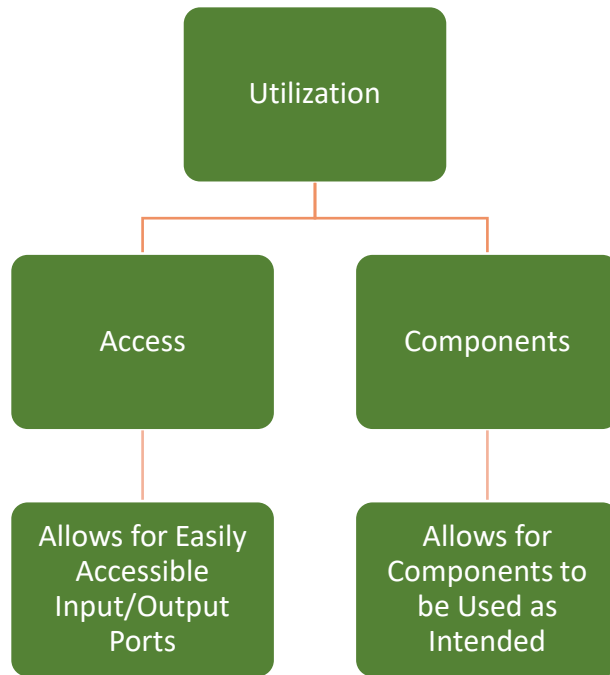 Utilization
Access
Components
Allows for Easily
Accessible
Input/Output
Ports
Allows for
Components to
be Used as
Intended